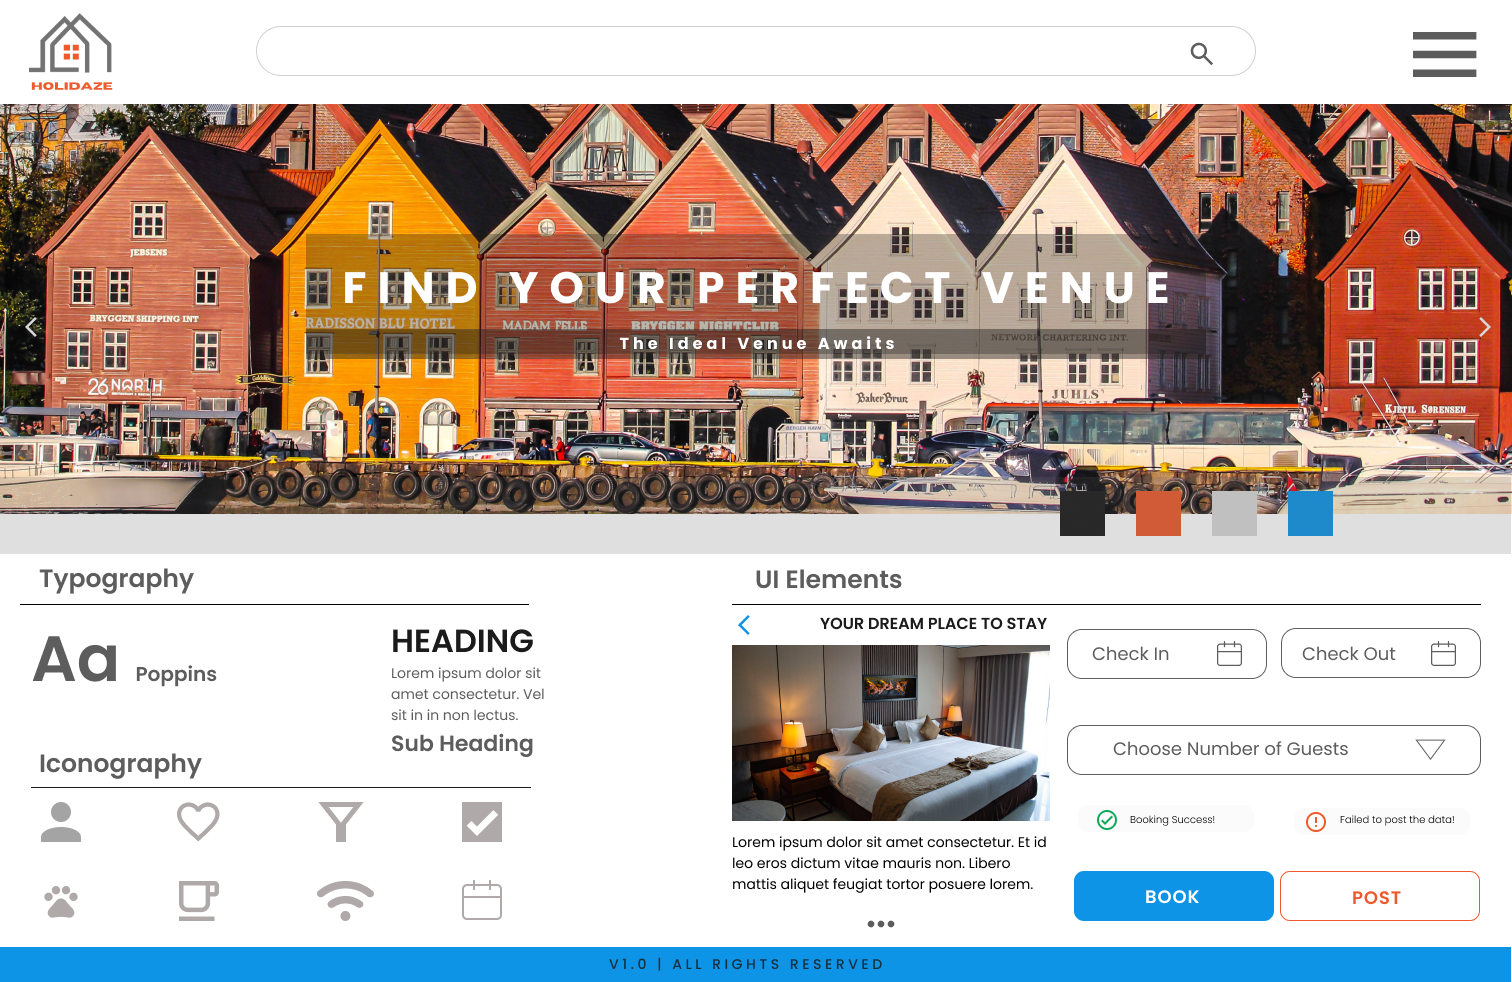 HOLIDAZE
JEBSENS
FIND YOUR PERFECT VENUE
BRYGGEN SHIPPING INT
RADISSON BLU HOTEL
MADAM FELLE
BRYGGEN NIGHTCLUB
NETWORK CHARTERING INT.
The Ideal Venue Awaits
26 NORTH
BakerBrun
JUHLS'
KJETIL SØRENSEN
BERGEN HAVN
Typography
UI Elements
Aa Poppins
HEADING
Lorem ipsum dolor sit
amet consectetur. Vel
sit in in non lectus.
Sub Heading
Iconography
YOUR DREAM PLACE TO STAY
Lorem ipsum dolor sit amet consectetur. Et id
leo eros dictum vitae mauris non. Libero
mattis aliquet feugiat tortor posuere lorem.
Check In
Check Out
Choose Number of Guests
Booking Success!
Failed to post the data!
BOOK
POST
V1.0 | ALL RIGHTS RESERVED